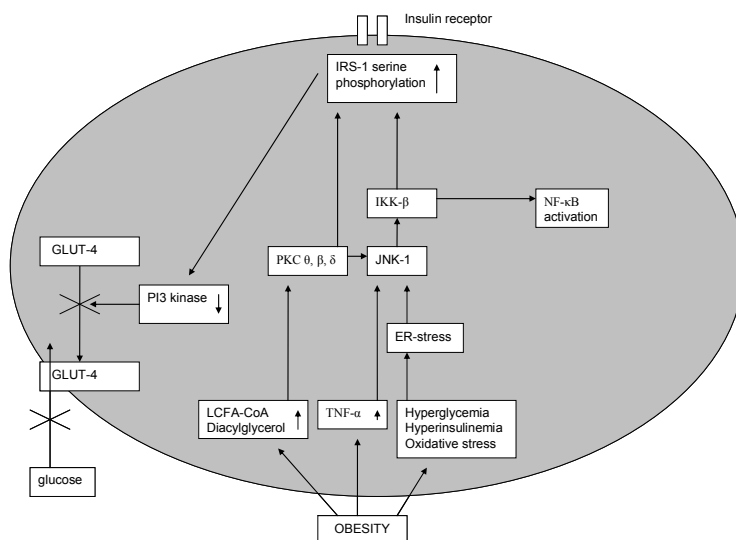 Insulin receptor
IRS-1 serine
phosphorylation
IKK-β
NF-κB
activation
GLUT-4
PKC θ, β, δ
JNK-1
PI3 kinase
ER-stress
GLUT-4
LCFA-CoA
Diacylglycerol
TNF-α
Hyperglycemia
Hyperinsulinemia
Oxidative stress
glucose
OBESITY